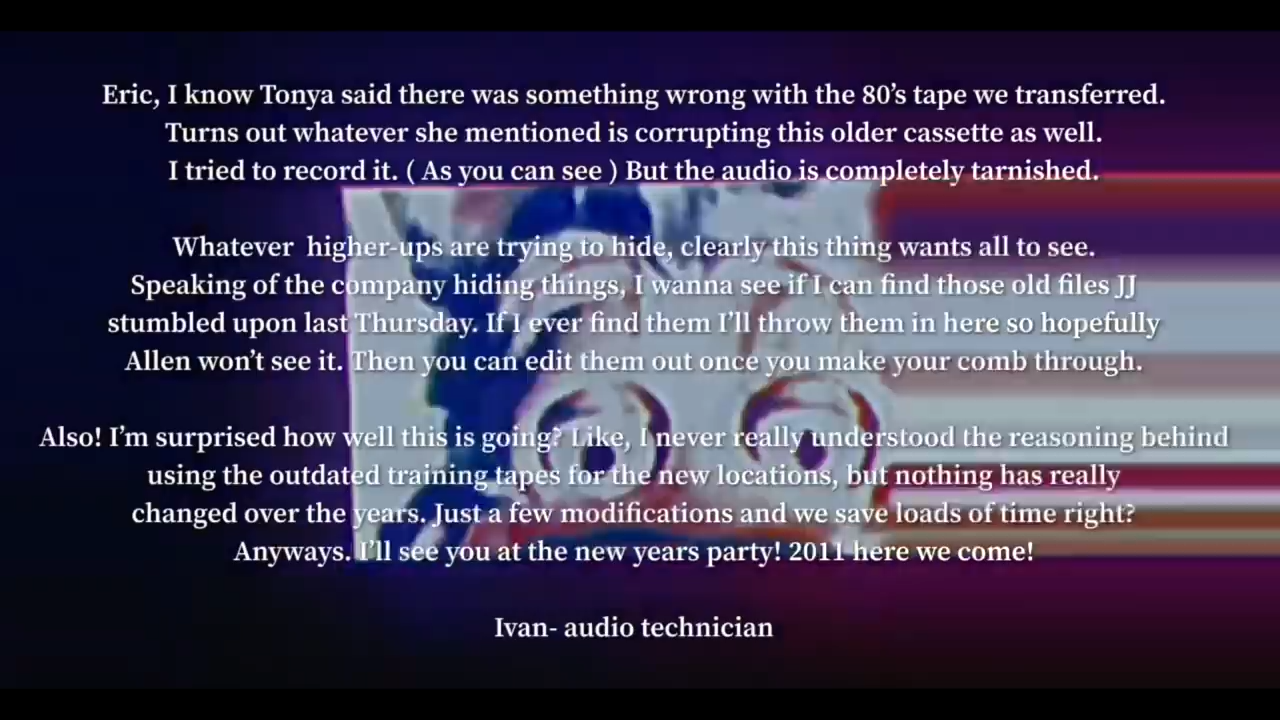 Eric, I know Tonya said there was something wrong with the 80’s tape we transferred.
Turns out whatever she mentioned is corrupting this older cassette as well.
I tried to record it. ( As you can see ) But the audio is completely tarnished.
Whatever  higher-ups are trying to hide, clearly this thing wants all to see.
Speaking of the company hiding things, I wanna see if I can find those old files JJ
stumbled upon last Thursday. If I ever find them I’ll throw them in here so hopefully
Allen won’t see it. Then you can edit them out once you make your comb through.
Also! I’m surprised how well this is going? Like, I never really understood the reasoning behind
using the outdated training tapes for the new locations, but nothing has really
changed over the years. Just a few modifications and we save loads of time right?
Anyways. I’ll see you at the new years party! 2011 here we come!
Ivan- audio technician